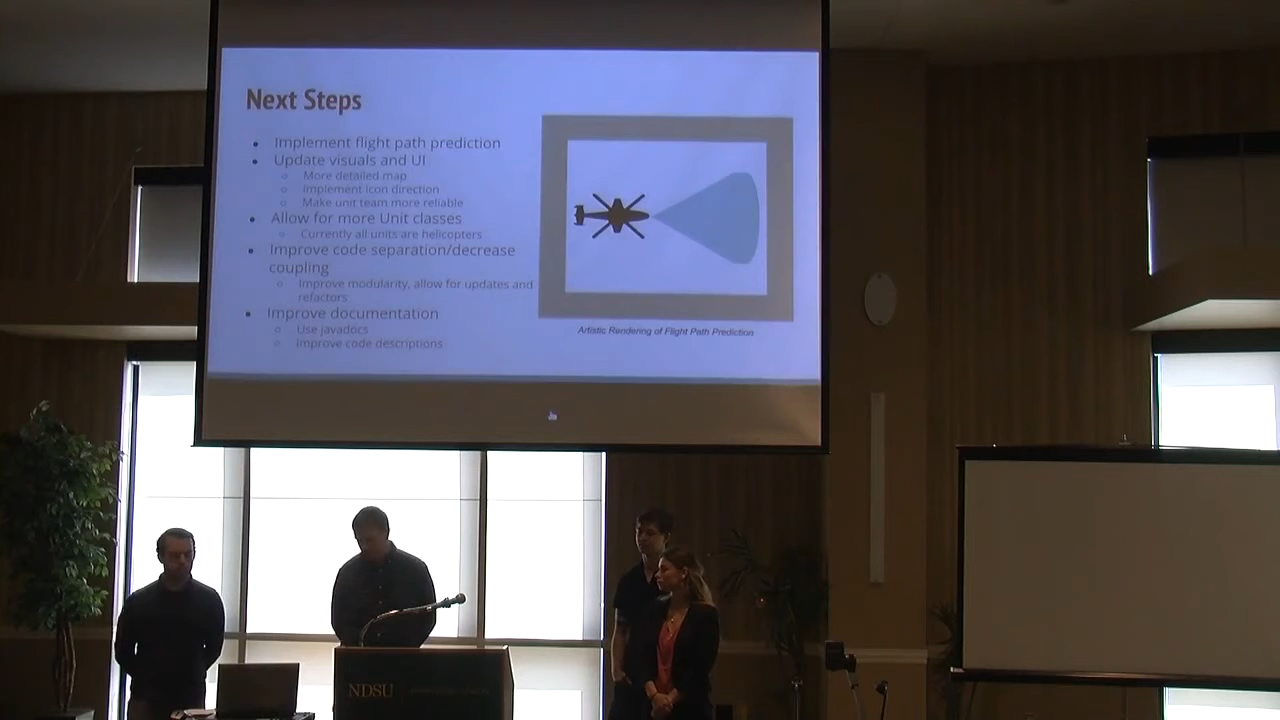 Next Steps
Implement flight path prediction
Update visuals and UI
More detailed map
Implement icon direction
Make unit team more reliable
Allow for more Unit classes
Currently all units are helicopters
Improve code separation/decrease
coupling
Improve modularity, allow for updates and
refactors
Improve documentation
Use javadocs
Improve code descriptions
Artistic Rendering of Flight Path Prediction
NDSU